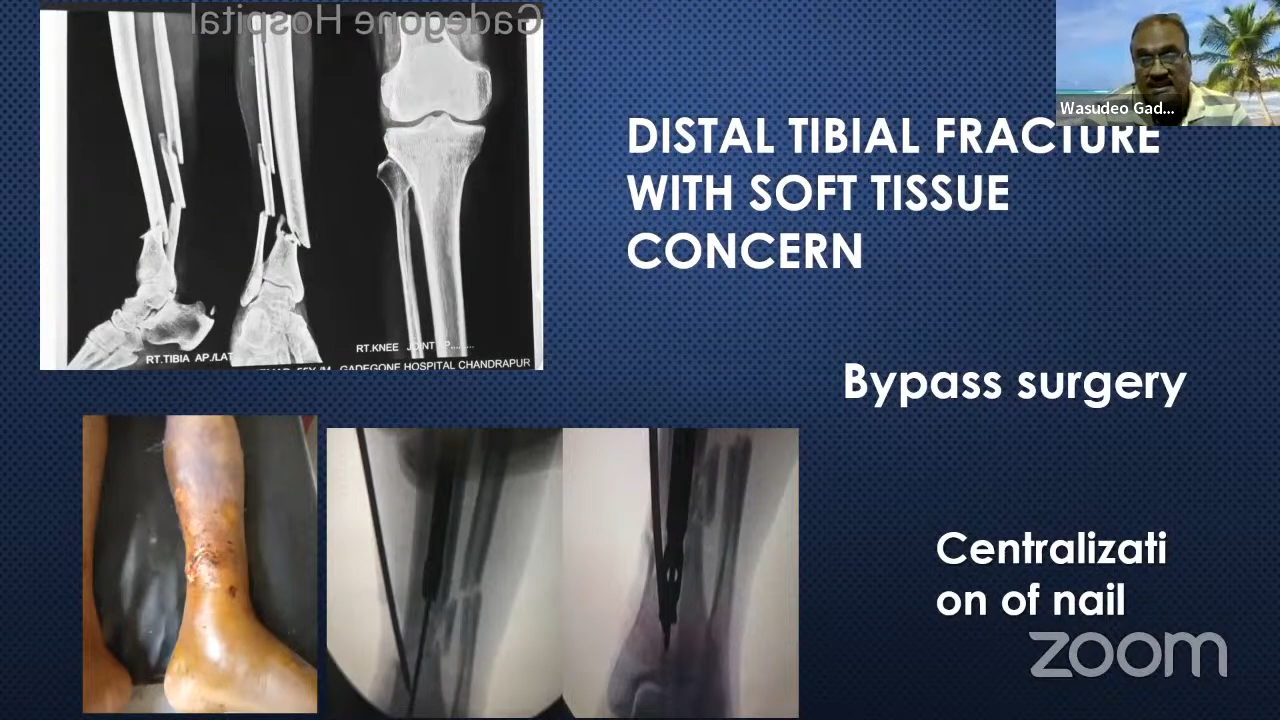 Gadegone Hospital
Wasudeo Gad...
DISTAL TIBIAL FRACTURE
WITH SOFT TISSUE
CONCERN
RT.TIBIA AP./LAT
RT.KNEE JOINT AP.........
GADEGONE HOSPITAL CHANDRAPUR
Bypass surgery
Centralizati
on of nail
zoom